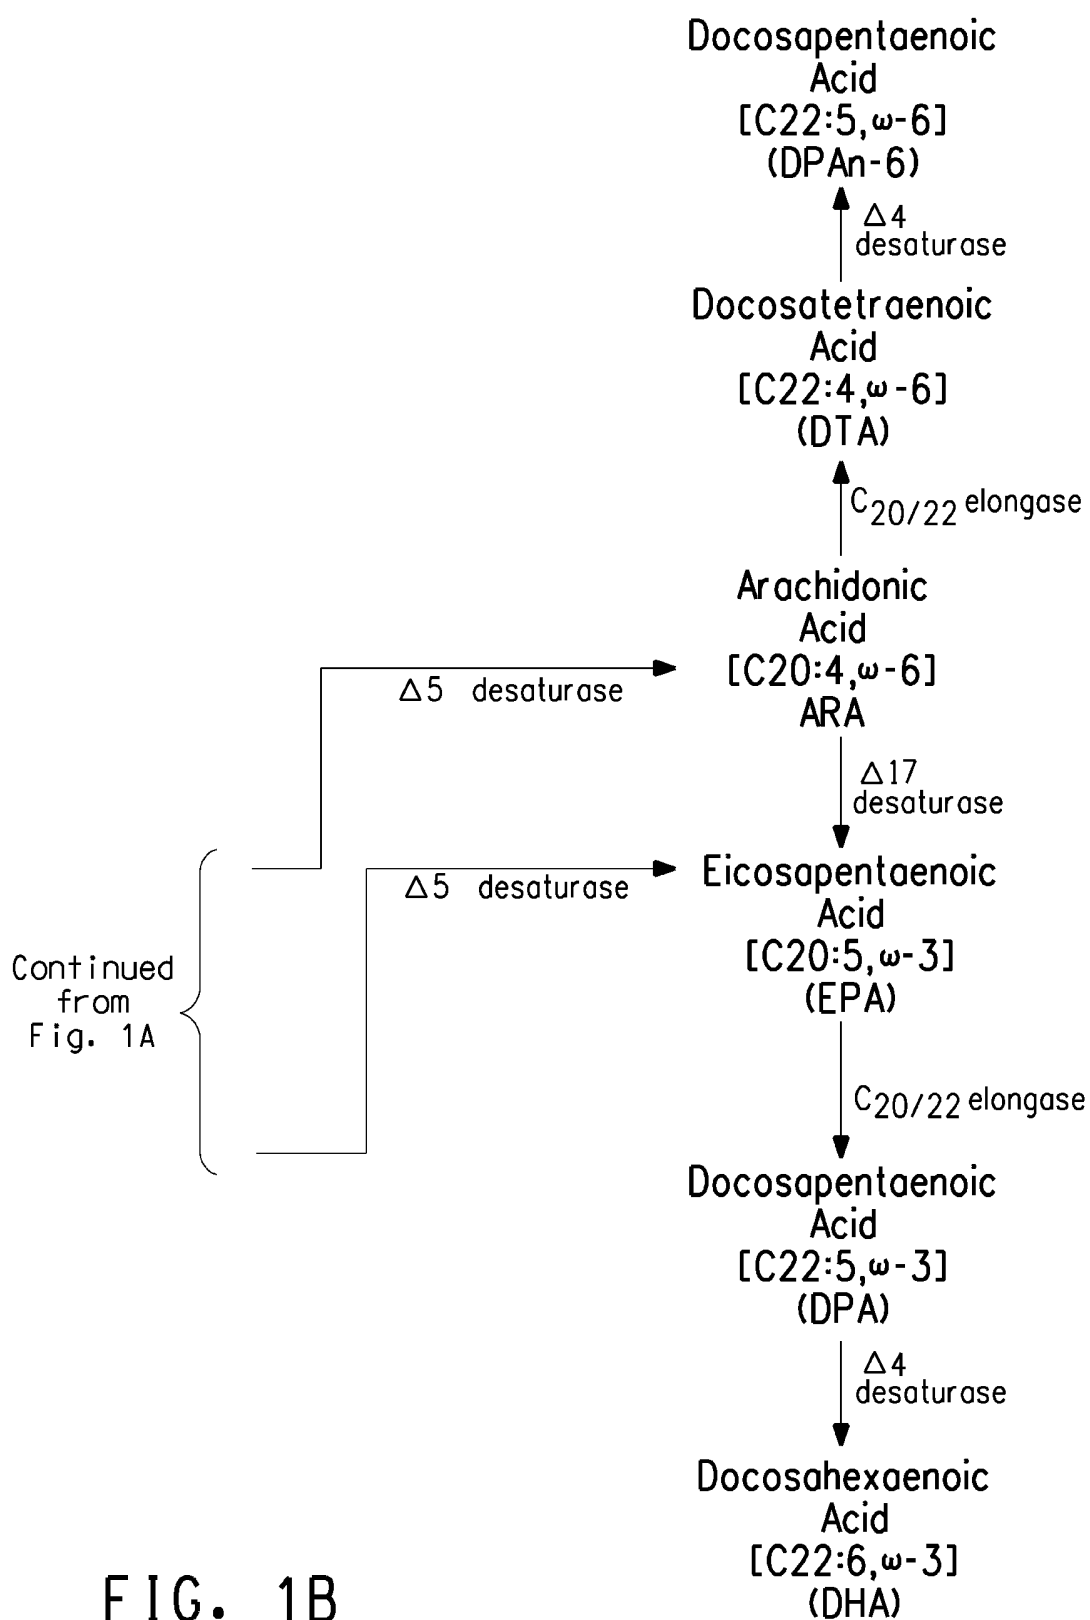 Docosapentaenoic
Acid
[C22:5,ω-6]
(DPAn-6)
Δ4
desaturase
Docosatetraenoic
Acid
[C22:4,ω-6]
(DTA)
C20/22 elongase
Arachidonic
Acid
[C20:4,ω-6]
ARA
Δ5 desaturase
Δ17
desaturase
Eicosapentaenoic
Acid
[C20:5,ω-3]
(EPA)
Δ5 desaturase
Continued
from
Fig. 1A
C20/22 elongase
Docosapentaenoic
Acid
[C22:5,ω-3]
(DPA)
Δ4
desaturase
Docosahexaenoic
Acid
[C22:6,ω-3]
(DHA)
FIG. 1B